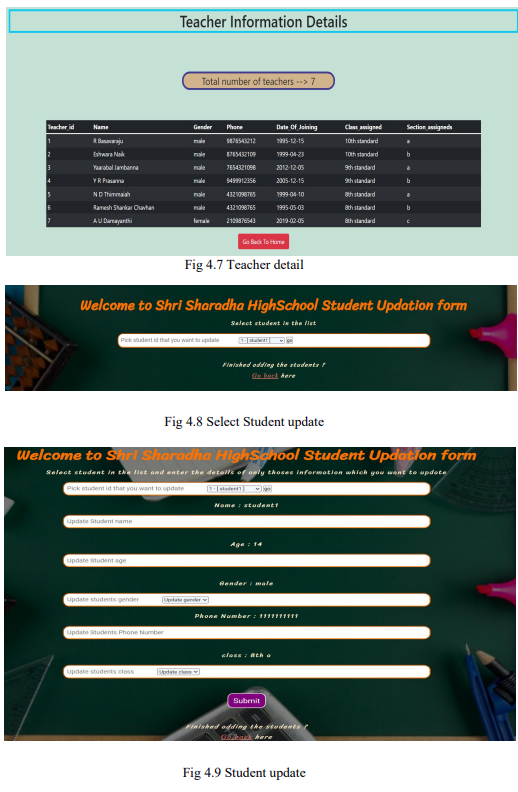 Teacher Information Details
Total number of teachers --> 7
Teacher_id Name Gender Phone Date_Of_Joining Class_assigned Section_assigneds
1 R Basavaraju male 9876543212 1995-12-15 10th standard a
2 Eshwara Naik male 8765432109 1999-04-23 10th standard b
3 Yaarabal Jambanna male 7654321098 2012-12-05 9th standard a
4 Y R Prasanna male 9499912356 2005-12-15 9th standard b
5 N D Thimmaiah male 4321098765 1999-04-10 8th standard a
6 Ramesh Shankar Chavhan male 4321098765 1995-05-03 8th standard b
7 A U Damayanthi female 2109876543 2019-02-05 8th standard c
Go Back To Home
Fig 4.7 Teacher detail
Welcome to Shri Sharadha HighSchool Student Updation form
Select student in the list
Pick student id that you want to update 1 -[ student1 ] go
Finished adding the students ?
Go back here
Fig 4.8 Select Student update
Welcome to Shri Sharadha HighSchool Student Updation form
Select student in the list and enter the details of only thoses information which you want to update
Pick student id that you want to update 1 -[ student1 ] go
Name : student1
Update Student name
Age : 14
Update Student age
Gender : male
Update students gender Update gender
Phone Number : 1111111111
Update Students Phone Number
class : 8th a
Update students class Update class
Submit
Finished adding the students ?
Go back here
Fig 4.9 Student update